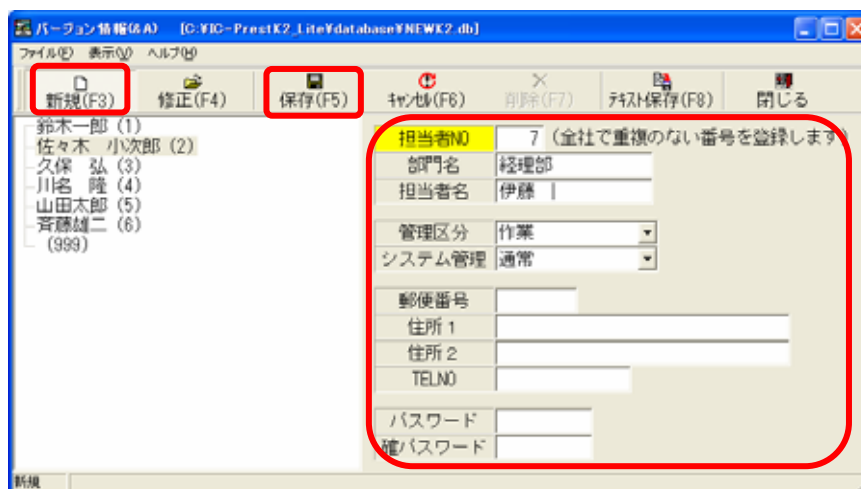 バージョン情報(&A) [C:¥IC-PrestK2_Lite¥database¥NEWK2.db]
ファイル(F) 表示(V) ヘルプ(H)
新規(F3) 修正(F4) 保存(F5) キャンセル(F6) 削除(F7) テキスト保存(F8) 閉じる
鈴木一郎 (1)
佐々木 小次郎 (2)
久保 弘 (3)
川名 隆 (4)
山田太郎 (5)
斉藤雄二 (6)
(999)
担当者NO 7 (全社で重複のない番号を登録します)
部門名 経理部
担当者名 伊藤
管理区分 作業
システム管理 通常
郵便番号
住所1
住所2
TELNO
パスワード
確パスワード
新規